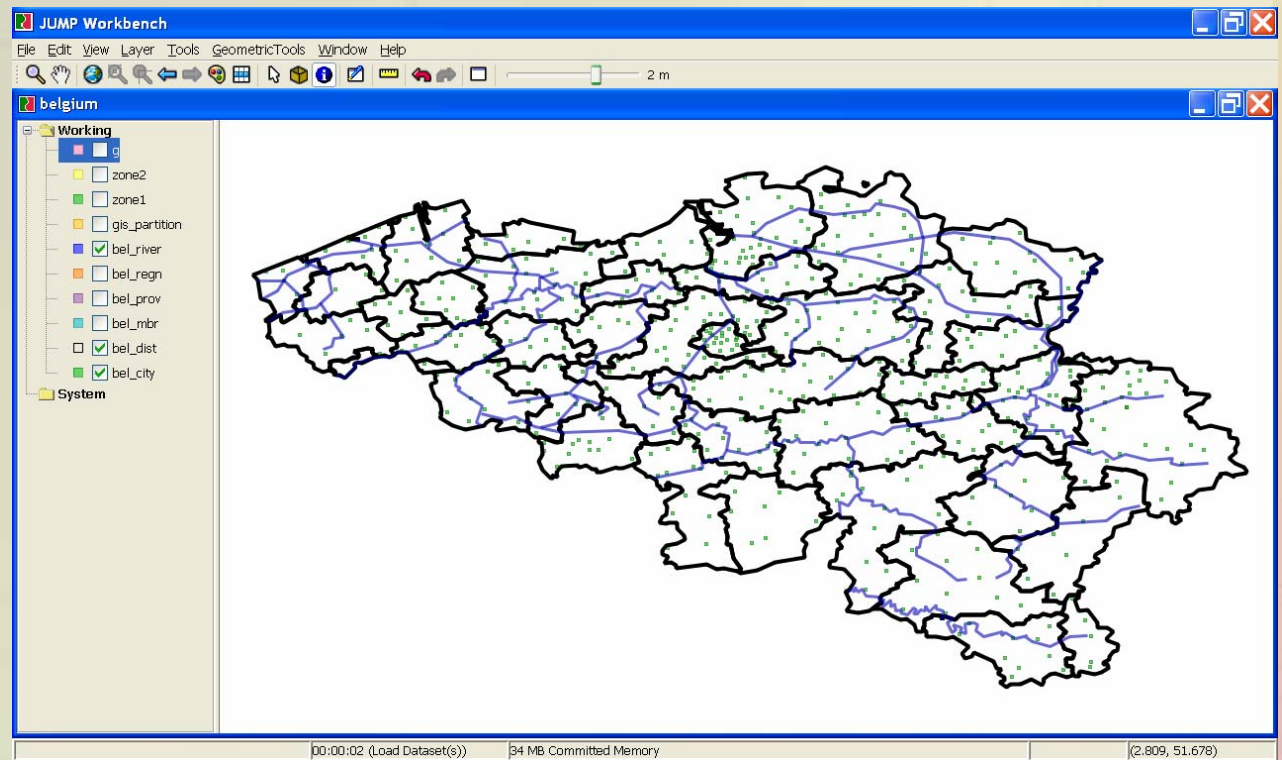 JUMP Workbench
File Edit View Layer Tools GeometricTools Window Help
2 m
belgium
Working
g
zone2
zone1
gis_partition
bel_river
bel_regn
bel_prov
bel_mbr
bel_dist
bel_city
System
00:00:02 (Load Dataset(s)) 34 MB Committed Memory (2.809, 51.678)